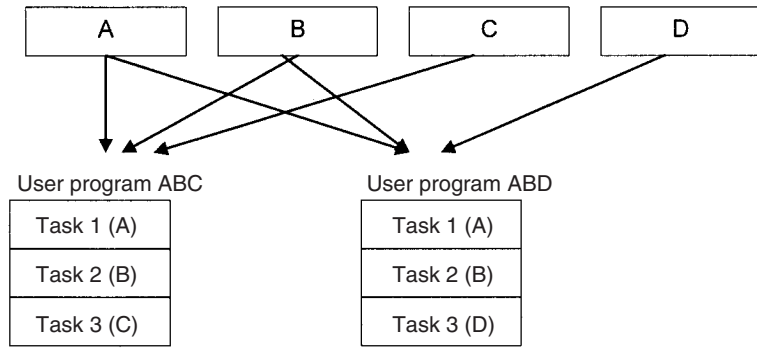 A
B
C
D
User program ABC
User program ABD
Task 1 (A)
Task 2 (B)
Task 3 (C)
Task 1 (A)
Task 2 (B)
Task 3 (D)